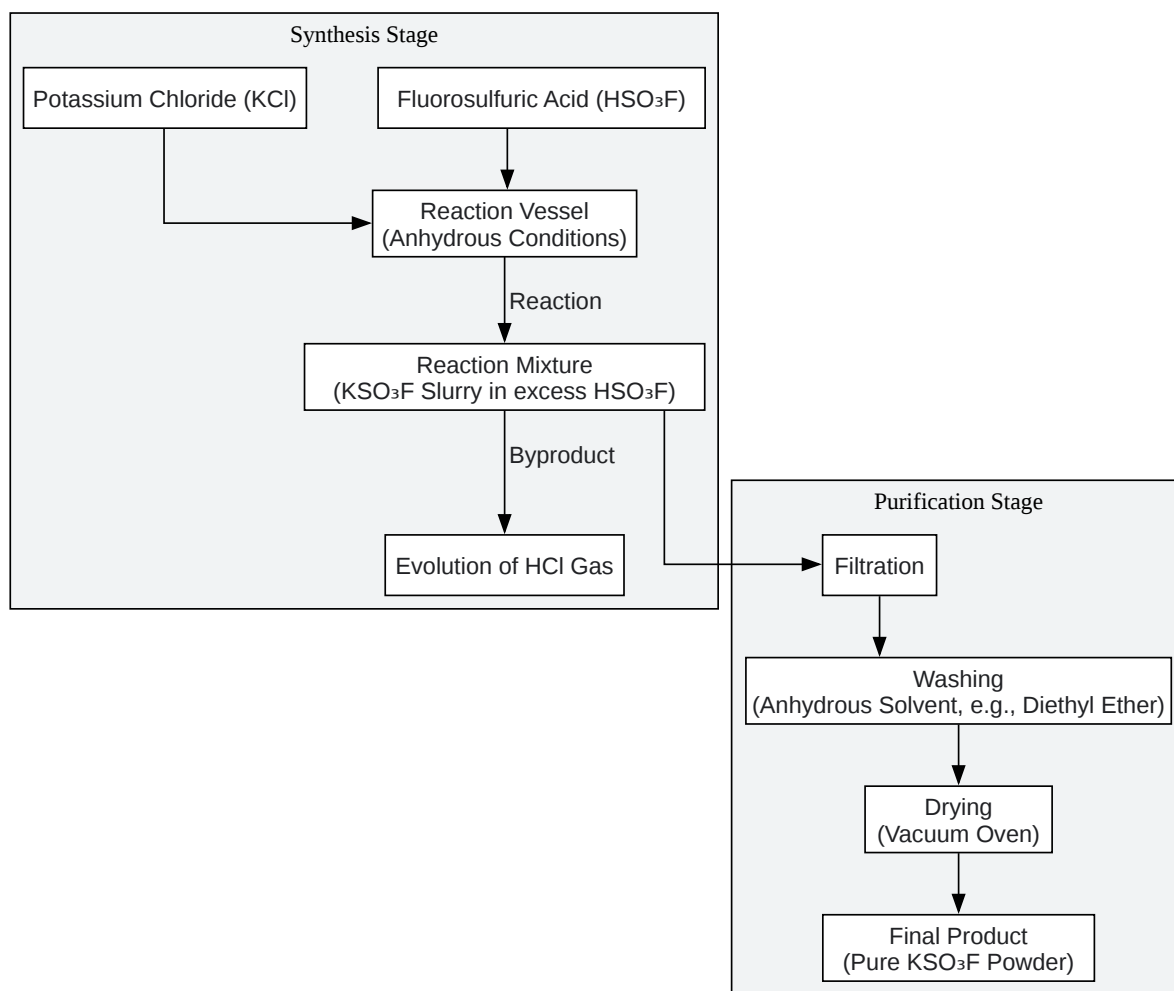 Synthesis Stage
Potassium Chloride (KCl)
Fluorosulfuric Acid (HSO₃F)
Reaction Vessel
(Anhydrous Conditions)
Reaction
Reaction Mixture
(KSO₃F Slurry in excess HSO₃F)
Byproduct
Evolution of HCl Gas
Purification Stage
Filtration
Washing
(Anhydrous Solvent, e.g., Diethyl Ether)
Drying
(Vacuum Oven)
Final Product
(Pure KSO₃F Powder)